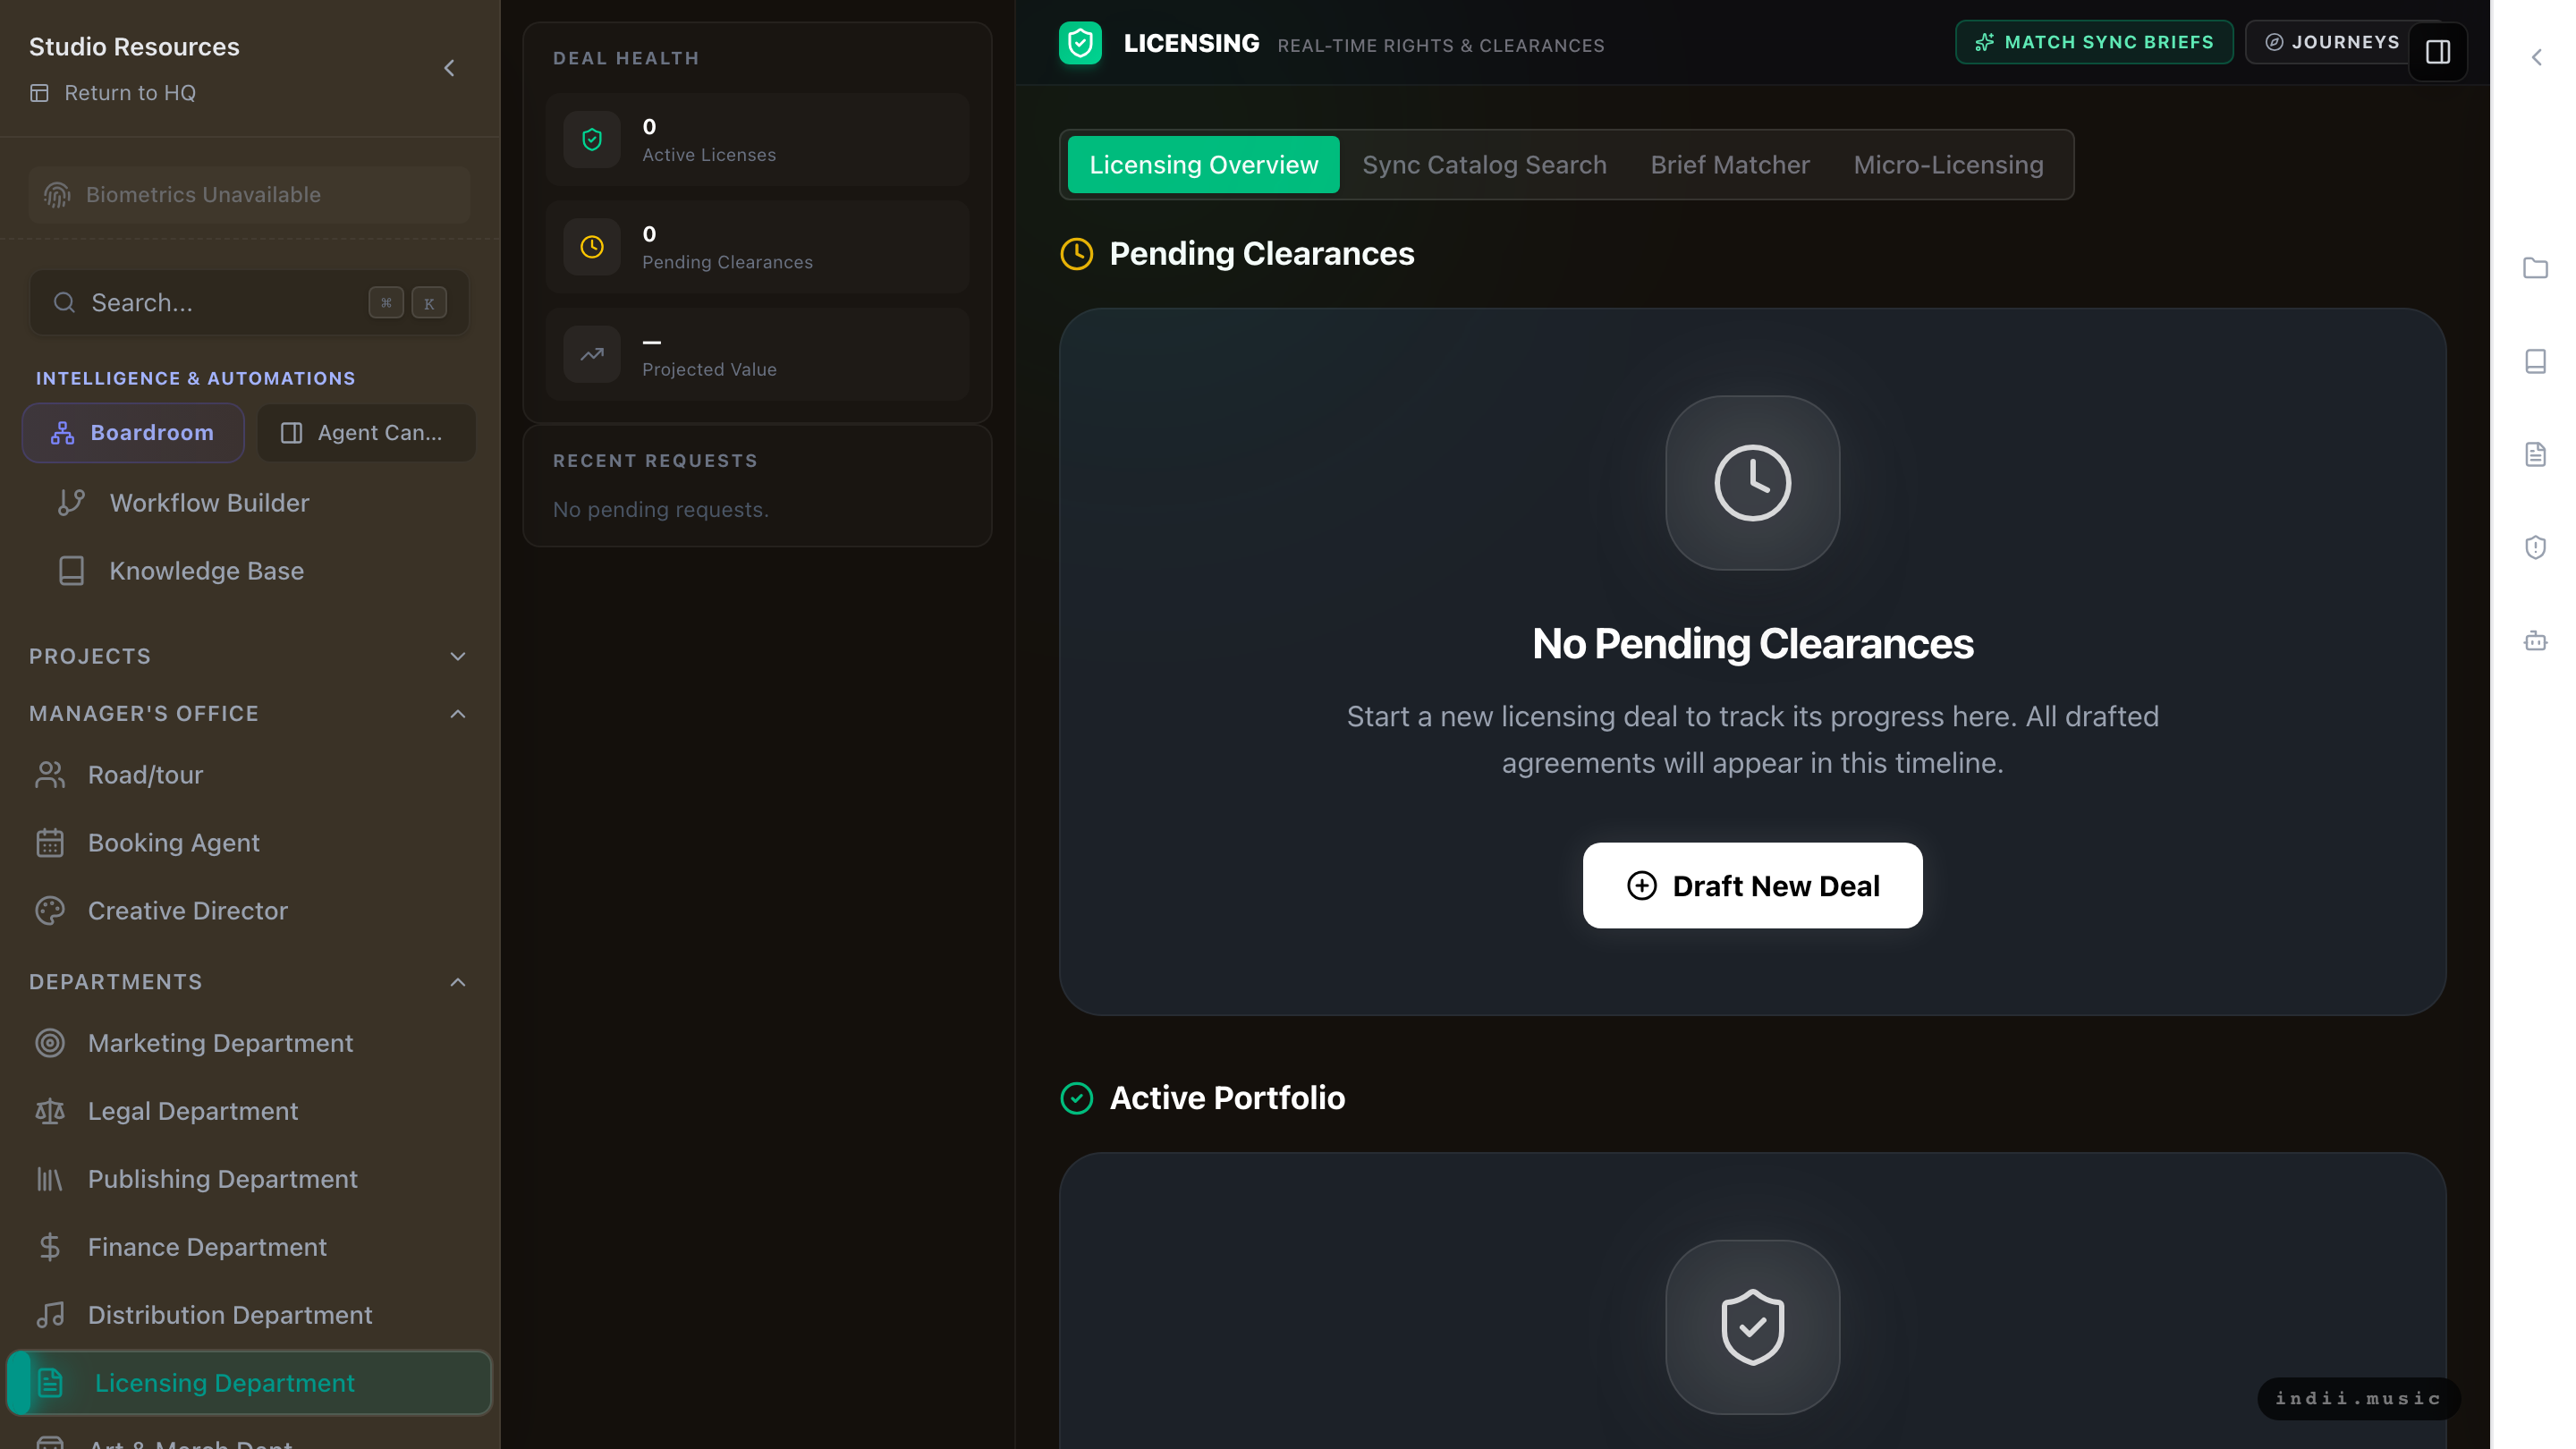 Studio Resources
Return to HQ
Biometrics Unavailable
Search...
⌘ K
INTELLIGENCE & AUTOMATIONS
Boardroom
Agent Can...
Workflow Builder
Knowledge Base
PROJECTS
MANAGER'S OFFICE
Road/tour
Booking Agent
Creative Director
DEPARTMENTS
Marketing Department
Legal Department
Publishing Department
Finance Department
Distribution Department
Licensing Department
Art & Merch Dept
DEAL HEALTH
0
Active Licenses
0
Pending Clearances
—
Projected Value
RECENT REQUESTS
No pending requests.
LICENSING REAL-TIME RIGHTS & CLEARANCES
MATCH SYNC BRIEFS
JOURNEYS
Licensing Overview
Sync Catalog Search
Brief Matcher
Micro-Licensing
Pending Clearances
No Pending Clearances
Start a new licensing deal to track its progress here. All drafted
agreements will appear in this timeline.
Draft New Deal
Active Portfolio
indii.music